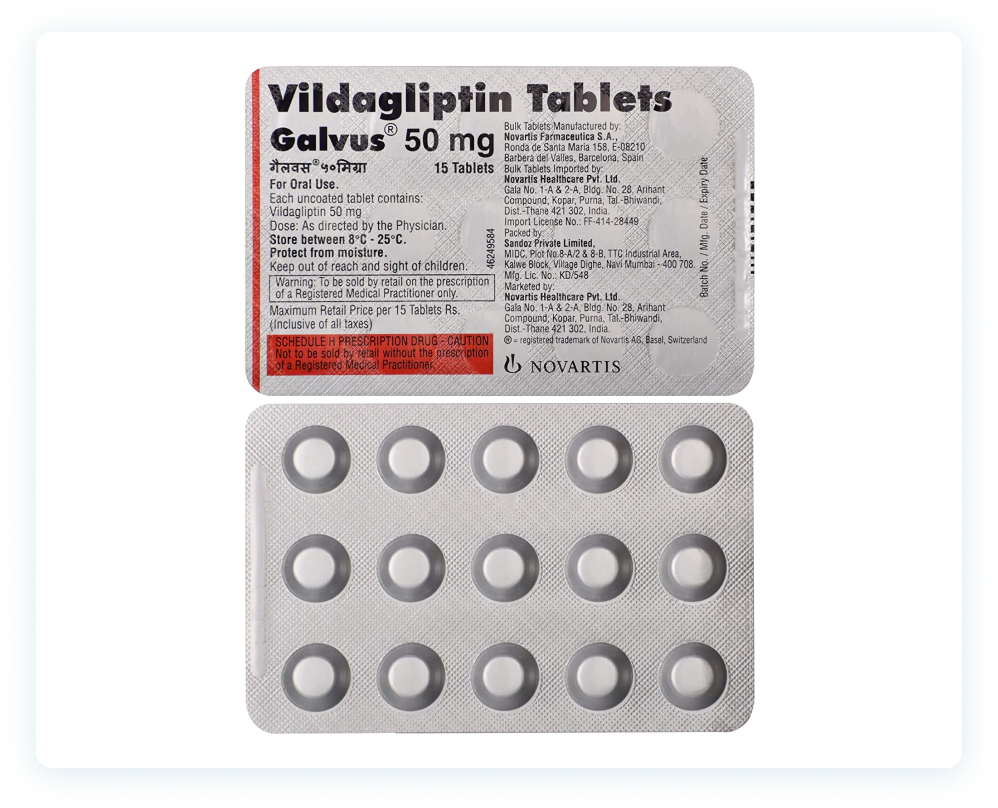 Vildagliptin Tablets
Galvus® 50 mg
गैलवस®५०मिग्रा 15 Tablets
For Oral Use.
Each uncoated tablet contains:
Vildagliptin 50 mg
Dose: As directed by the Physician.
Store between 8°C - 25°C.
Protect from moisture.
Keep out of reach and sight of children.
Warning: To be sold by retail on the prescription
of a Registered Medical Practitioner only.
Maximum Retail Price per 15 Tablets Rs.
(Inclusive of all taxes)
SCHEDULE H PRESCRIPTION DRUG - CAUTION
Not to be sold by retail without the prescription
of a Registered Medical Practitioner.
46249584
Bulk Tablets Manufactured by:
Novartis Farmaceutica S.A.,
Ronda de Santa Maria 158, E-08210
Barbera del Valles, Barcelona, Spain
Bulk Tablets Imported by:
Novartis Healthcare Pvt. Ltd.
Gala No. 1-A & 2-A, Bldg. No. 28, Arihant
Compound, Kopar, Purna, Tal.-Bhiwandi,
Dist.-Thane 421 302, India.
Import License No.: FF-414-28449
Packed by:
Sandoz Private Limited,
MIDC, Plot No.8-A/2 & 8-B, TTC Industrial Area,
Kalwe Block, Village Dighe, Navi Mumbai - 400 708.
Mfg. Lic. No.: KD/548
Marketed by:
Novartis Healthcare Pvt. Ltd.
Gala No. 1-A & 2-A, Bldg. No. 28, Arihant
Compound, Kopar, Purna, Tal.-Bhiwandi,
Dist.-Thane 421 302, India.
® = registered trademark of Novartis AG, Basel, Switzerland
NOVARTIS
Batch No. / Mfg. Date / Expiry Date